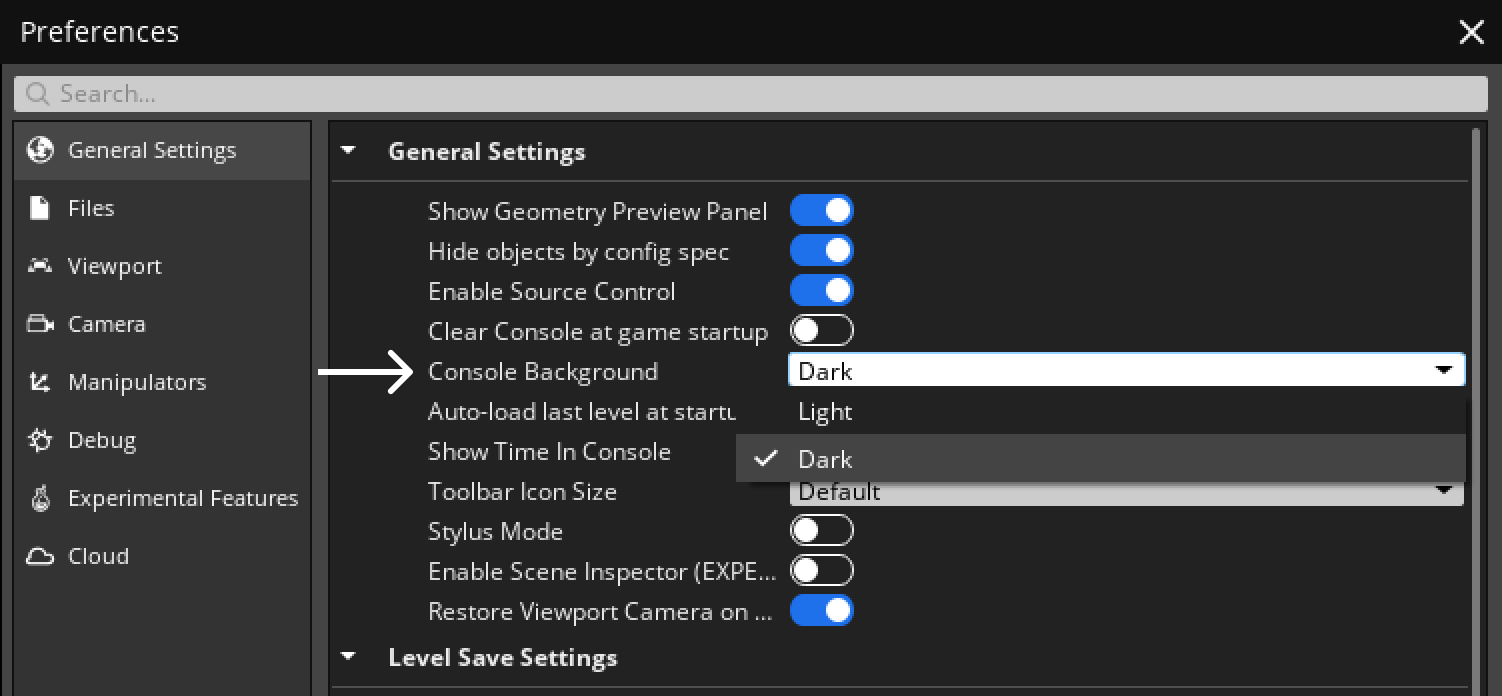 Preferences
Search...
General Settings
Files
Viewport
Camera
Manipulators
Debug
Experimental Features
Cloud
General Settings
Show Geometry Preview Panel
Hide objects by config spec
Enable Source Control
Clear Console at game startup
Console Background Dark
Auto-load last level at startu
Light
Show Time In Console
Dark
Toolbar Icon Size Default
Stylus Mode
Enable Scene Inspector (EXPE...
Restore Viewport Camera on ...
Level Save Settings